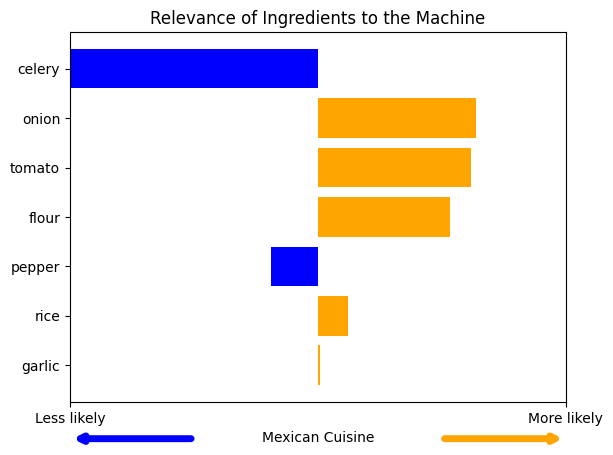 Relevance of Ingredients to the Machine
celery
onion
tomato
flour
pepper
rice
garlic
Less likely
More likely
Mexican Cuisine